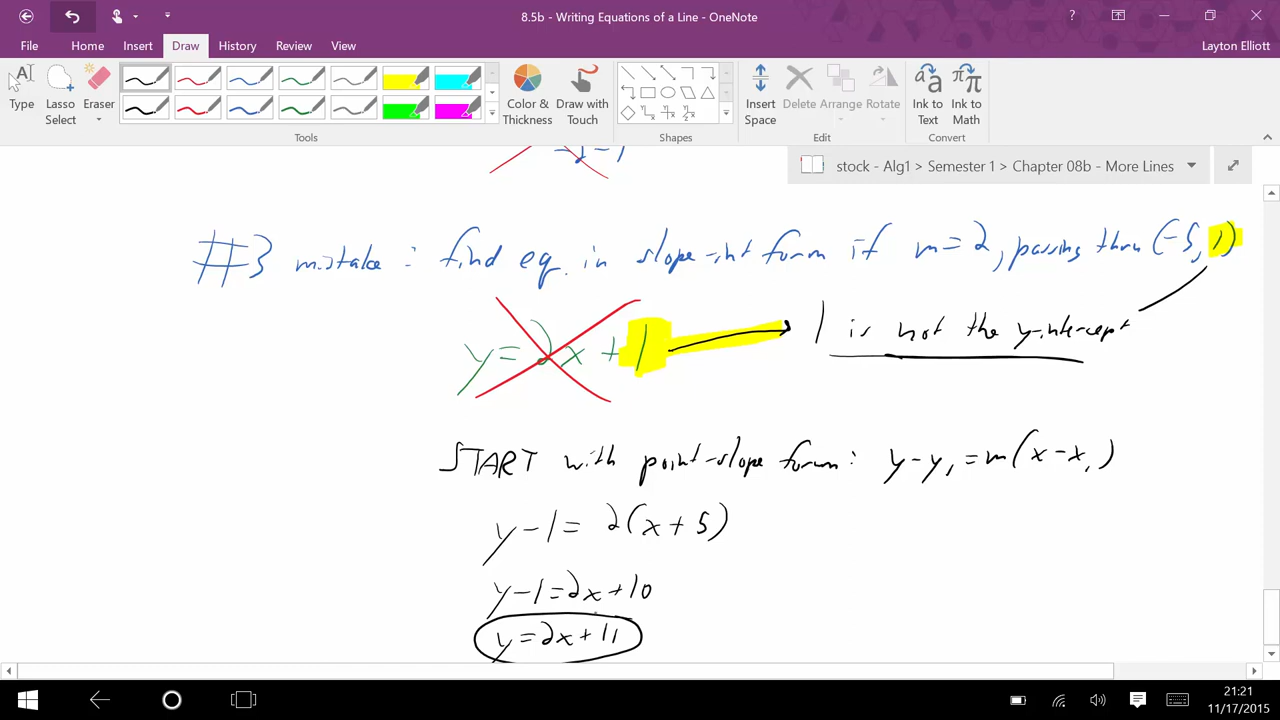 8.5b - Writing Equations of a Line - OneNote
?
File Home Insert Draw History Review View
Layton Elliott
Type Lasso Select Eraser
Color & Thickness Draw with Touch
Insert Space Delete Arrange Rotate
Ink to Text Ink to Math
Tools Shapes Edit Convert
stock - Alg1 > Semester 1 > Chapter 08b - More Lines
#3 mistake : find eq. in slope-int form if m=2, passing thru (-5, 1)
y = 2x + 1
1 is not the y-intercept
START with point-slope form : y-y₁ = m(x-x₁)
y-1 = 2(x+5)
y-1=2x+10
y=2x+11
21:21
11/17/2015